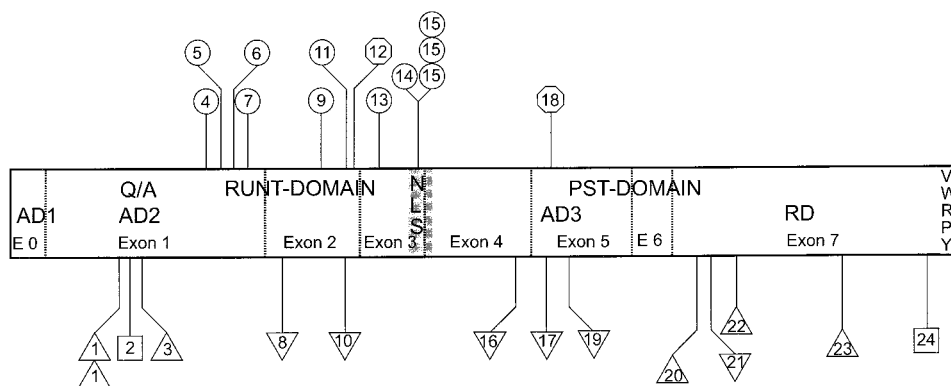 15
5 6 11 12 15
14 15
4 7 9 13 18
Q/A RUNT-DOMAIN NLS PST-DOMAIN VWRPY
AD1 AD2 AD3 RD
E 0 Exon 1 Exon 2 Exon 3 Exon 4 Exon 5 E 6 Exon 7
22
1 2 3 8 10 16 17 19 23 24
1 20 21